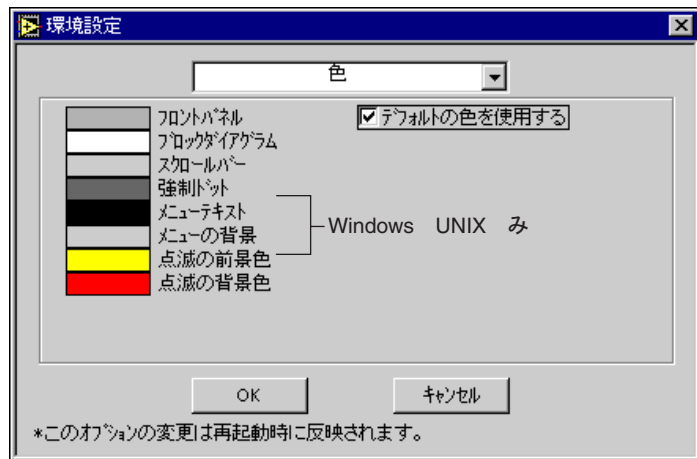 環境設定
色
フロントパネル
デフォルトの色を使用する
ブロックダイアグラム
スクロールバー
強制ドット
メニューテキスト
Windows UNIX み
メニューの背景
点滅の前景色
点滅の背景色
OK キャンセル
*このオプションの変更は再起動時に反映されます。